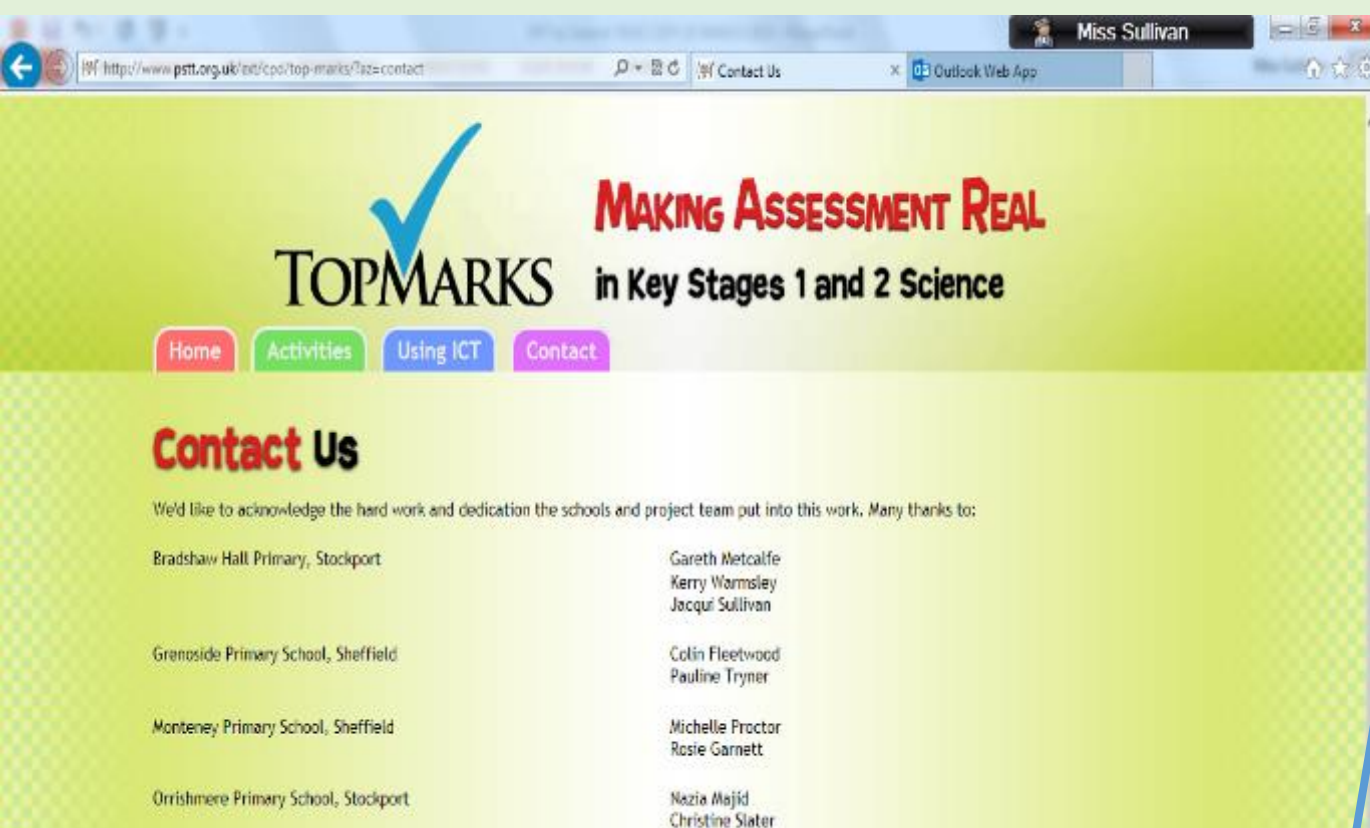 Miss Sullivan
http://www.pstt.org.uk/ext/cpd/top-marks/?az=contact
Contact Us
Outlook Web App
TOPMARKS
MAKING ASSESSMENT REAL
in Key Stages 1 and 2 Science
Home Activities Using ICT Contact
Contact Us
We'd like to acknowledge the hard work and dedication the schools and project team put into this work. Many thanks to:
Bradshaw Hall Primary, Stockport Gareth Metcalfe
Kerry Warmsley
Jacqui Sullivan
Grenoside Primary School, Sheffield Colin Fleetwood
Pauline Tryner
Monteney Primary School, Sheffield Michelle Proctor
Rosie Garnett
Orrishmere Primary School, Stockport Nazia Majid
Christine Slater